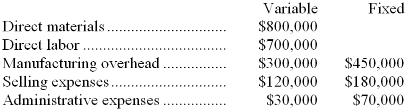 Variable Fixed
Direct materials.............................. $800,000
Direct labor .................................... $700,000
Manufacturing overhead ................ $300,000 $450,000
Selling expenses............................. $120,000 $180,000
Administrative expenses ................ $30,000 $70,000